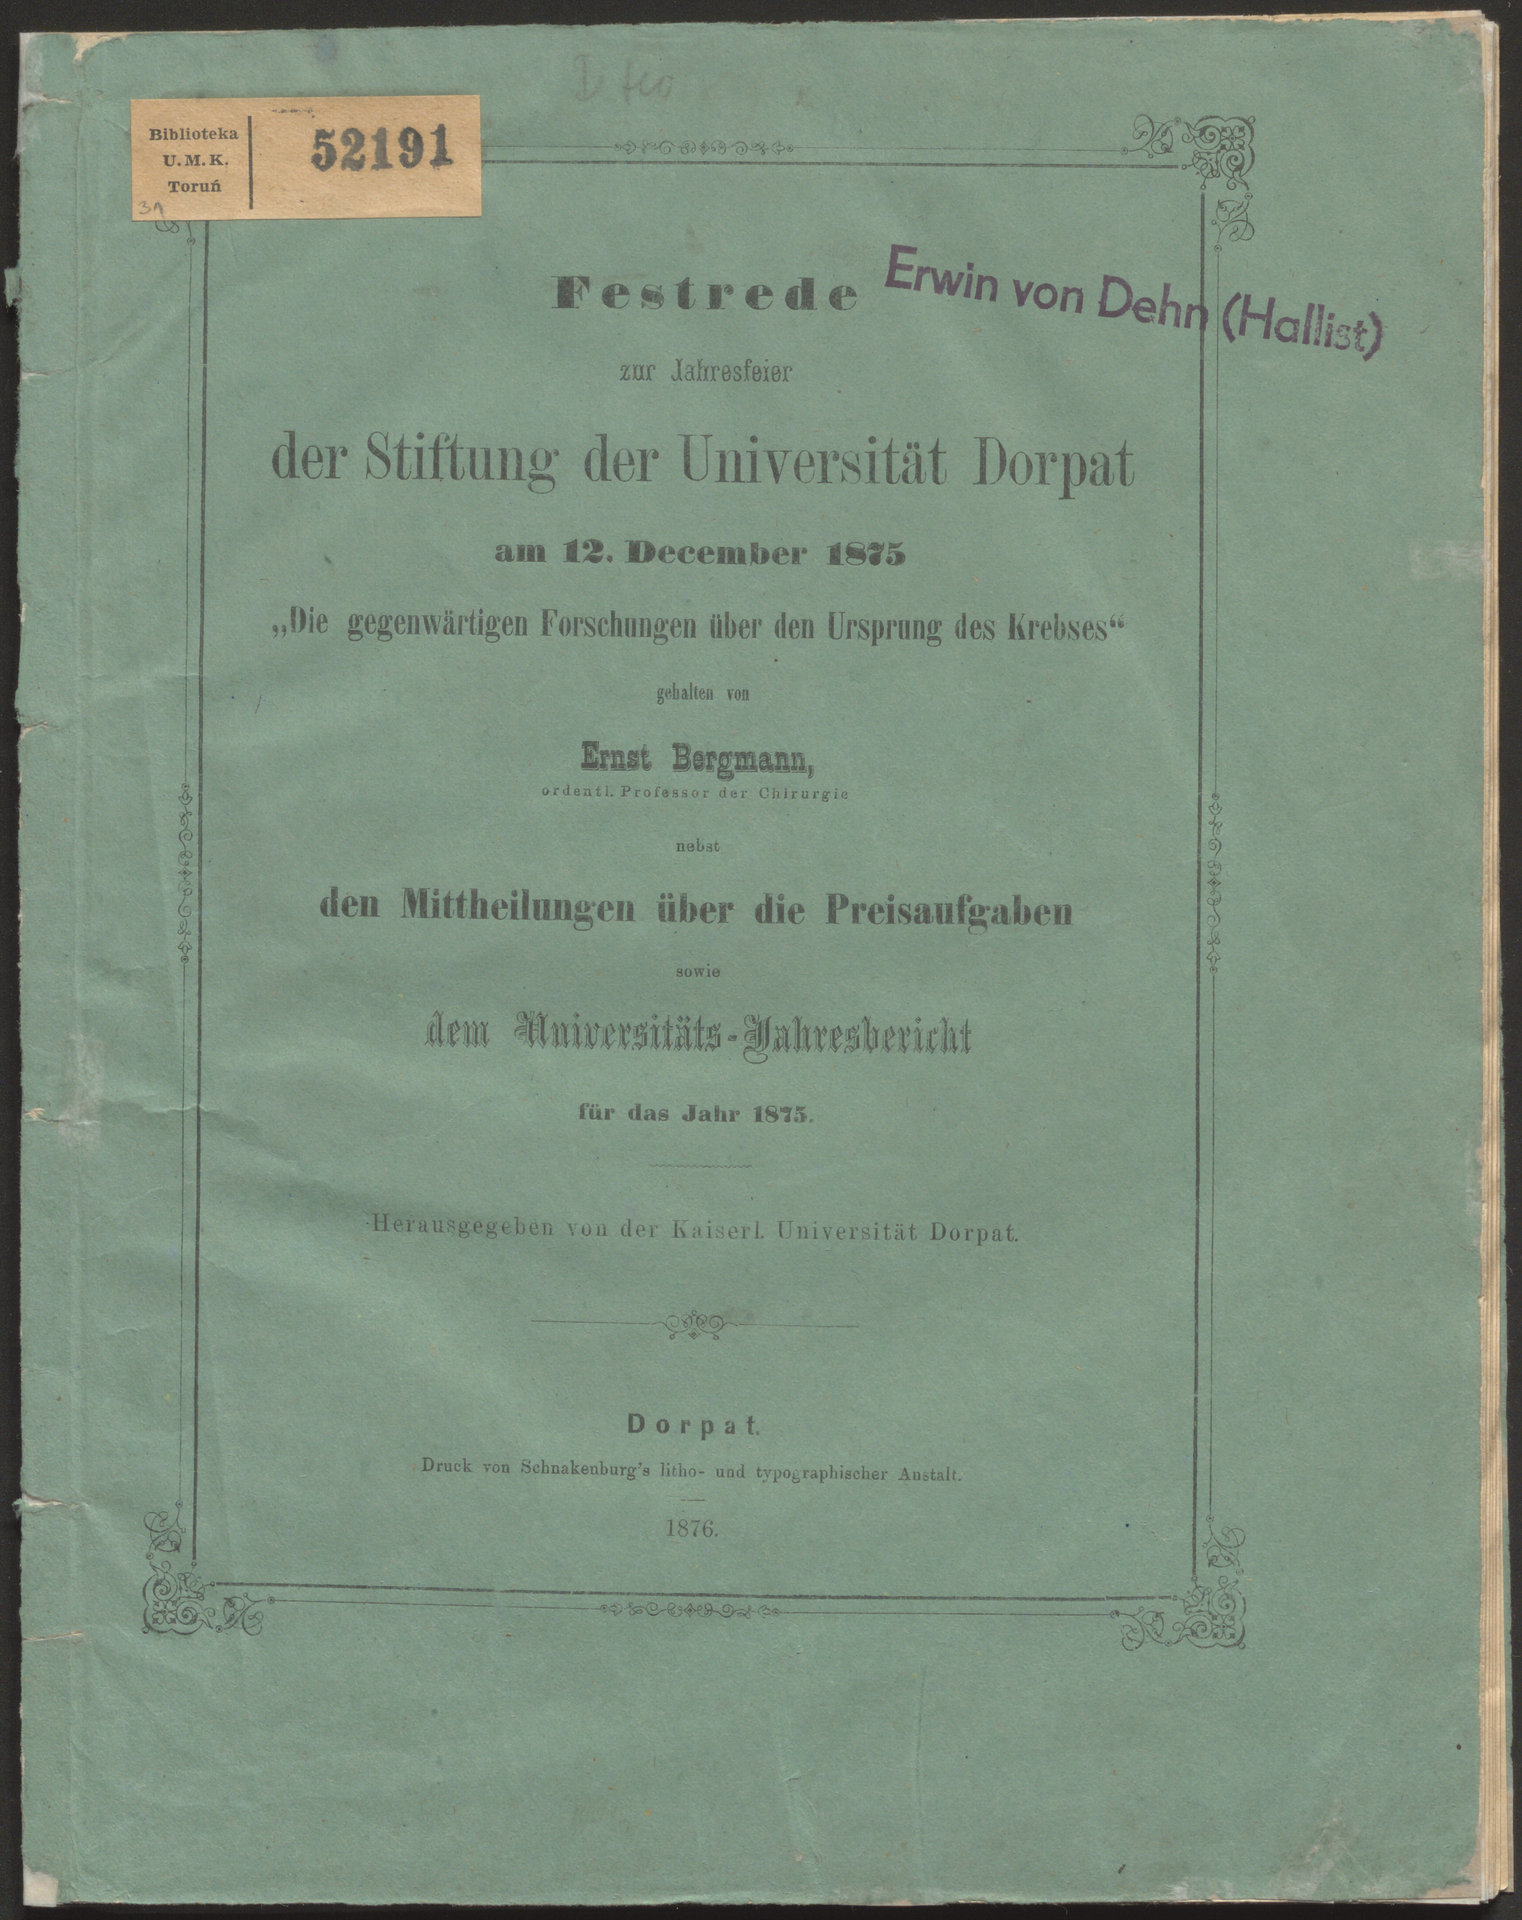 Biblioteka
U.M.K.
Toruń
52191
31
Erwin von Dehn (Hallist)
Festrede
zur Jahresfeier
der Stiftung der Universität Dorpat
am 12. December 1875
„Die gegenwärtigen Forschungen über den Ursprung des Krebses“
gehalten von
Ernst Bergmann,
ordentl. Professor der Chirurgie
nebst
den Mittheilungen über die Preisaufgaben
sowie
dem Universitäts-Jahresbericht
für das Jahr 1875.
Herausgegeben von der Kaiserl. Universität Dorpat.
Dorpat.
Druck von Schnakenburg's litho- und typographischer Anstalt.
1876.